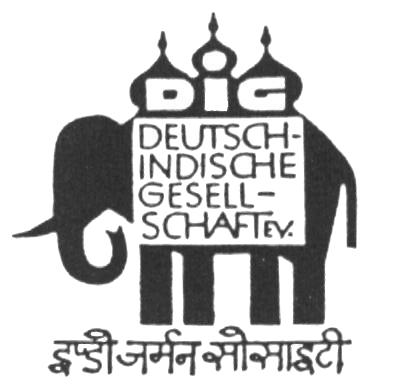 DIG
DEUTSCH-
INDISCHE
GESELL-
SCHAFT E.V.
इण्डो जर्मन सोसाइटी